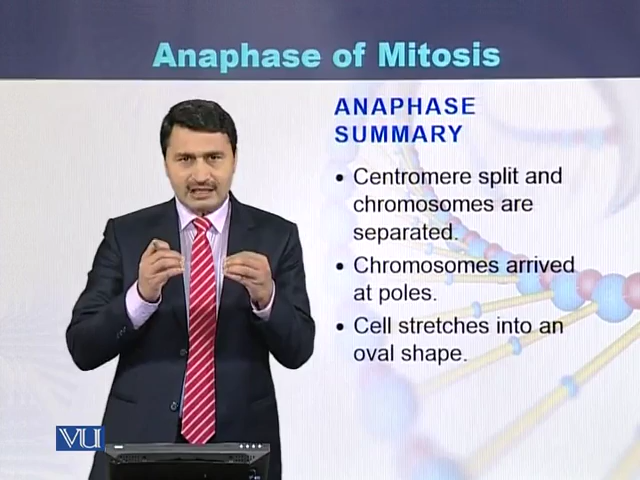 Anaphase of Mitosis
ANAPHASE
SUMMARY
• Centromere split and
chromosomes are
separated.
• Chromosomes arrived
at poles.
• Cell stretches into an
oval shape.
VU